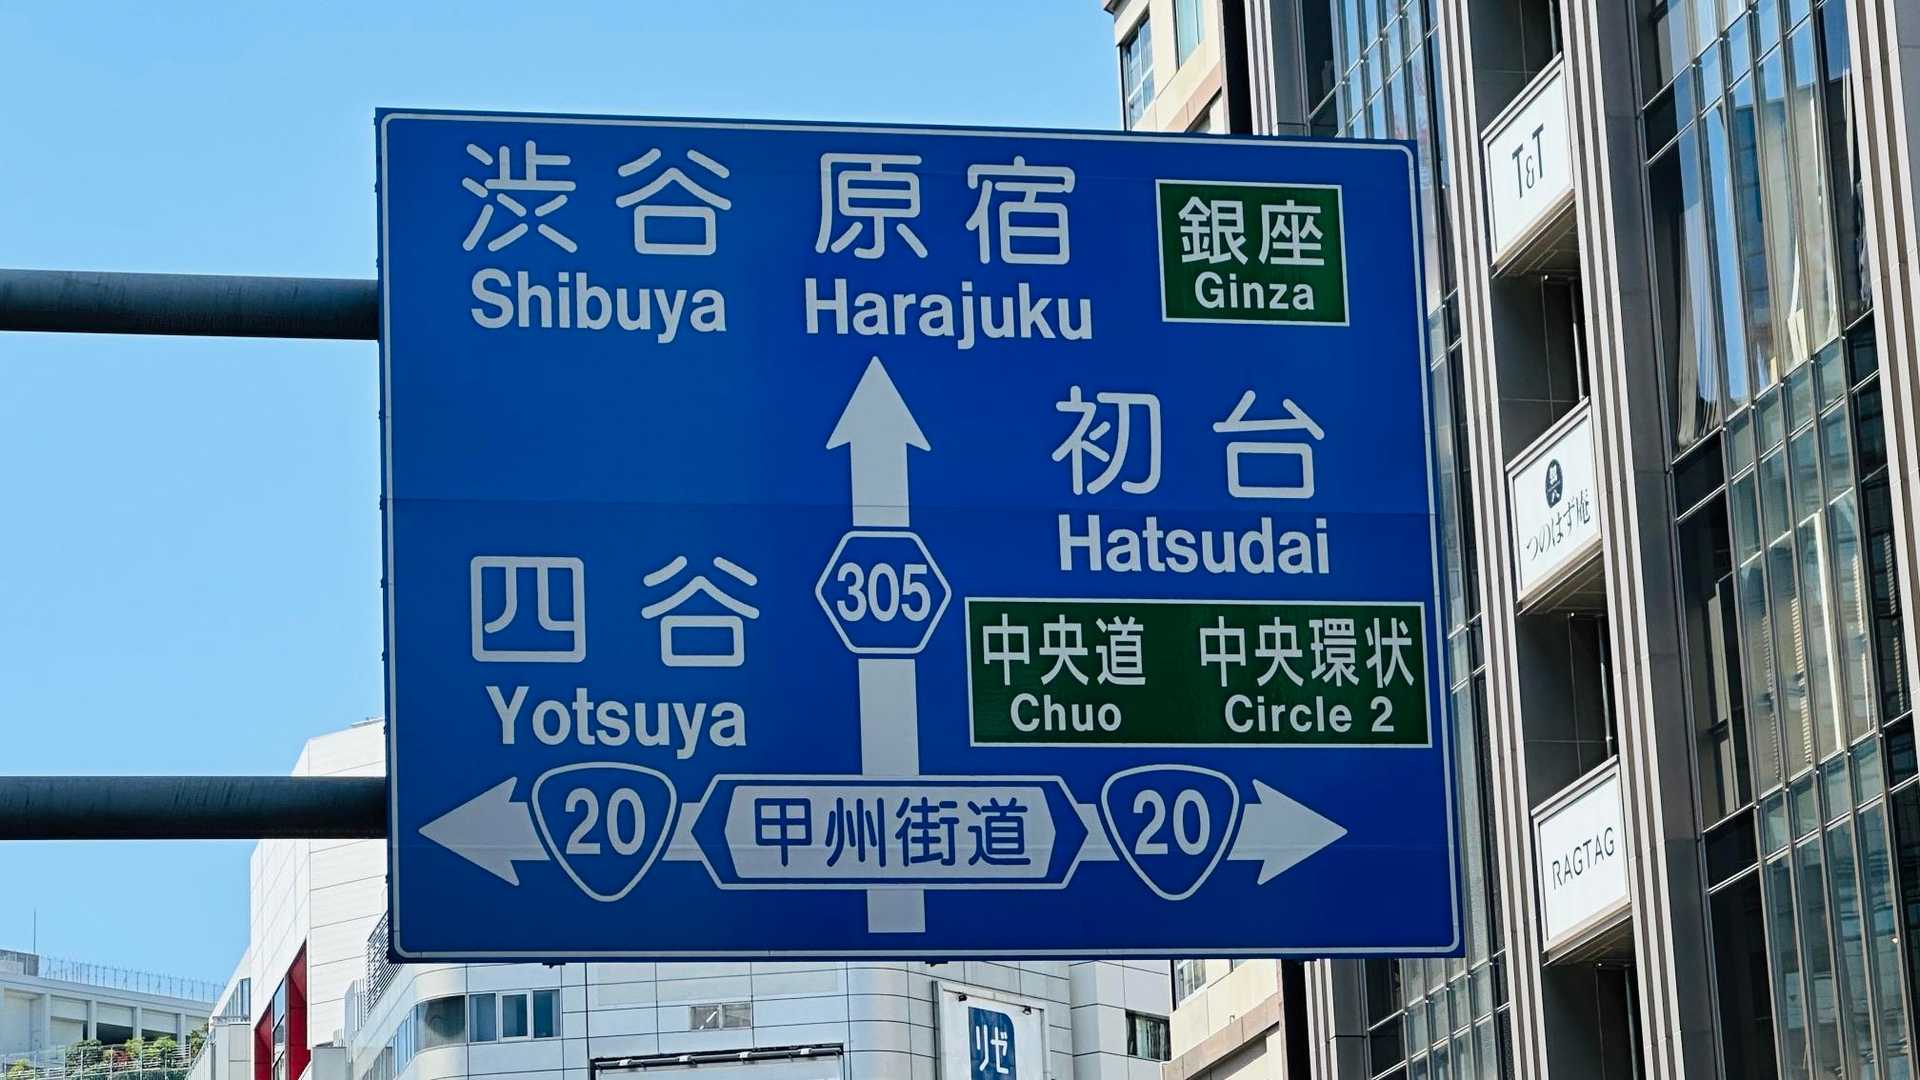 渋谷 原宿
Shibuya Harajuku
銀座
Ginza
初台
Hatsudai
四谷
Yotsuya
305
中央道 中央環状
Chuo Circle 2
20 甲州街道 20
T&T
つのはず庵
RAGTAG
リゼ